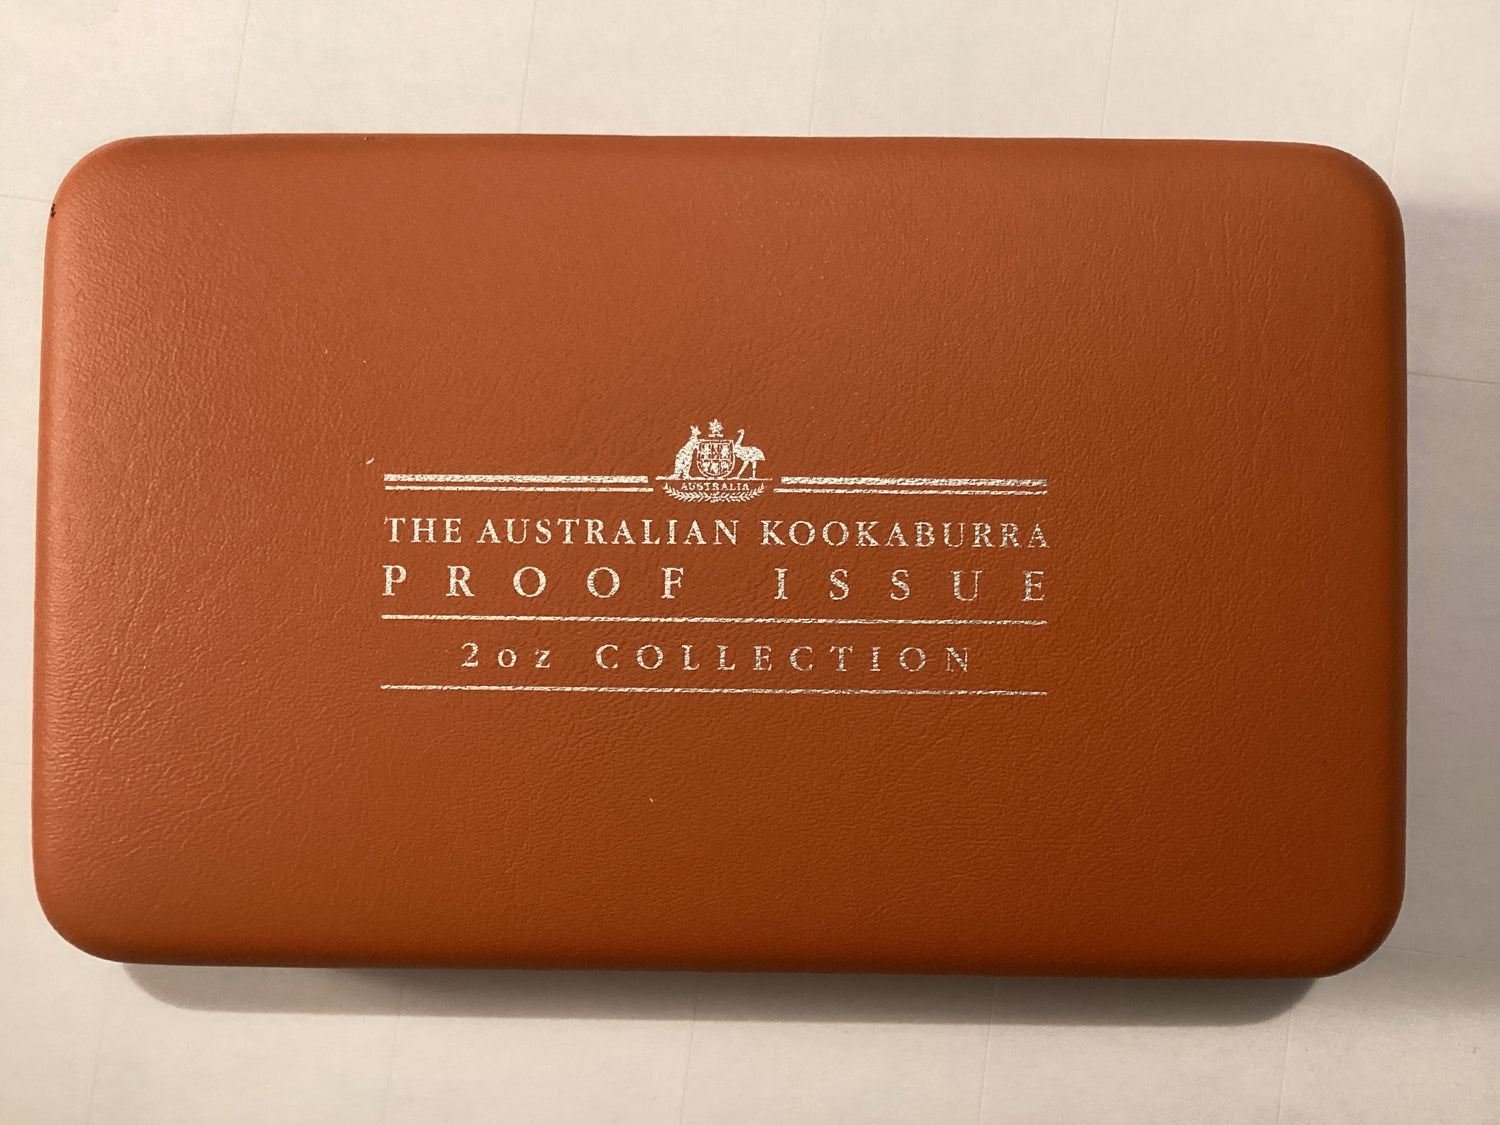 AUSTRALIA
THE AUSTRALIAN KOOKABURRA
PROOF ISSUE
2oz COLLECTION